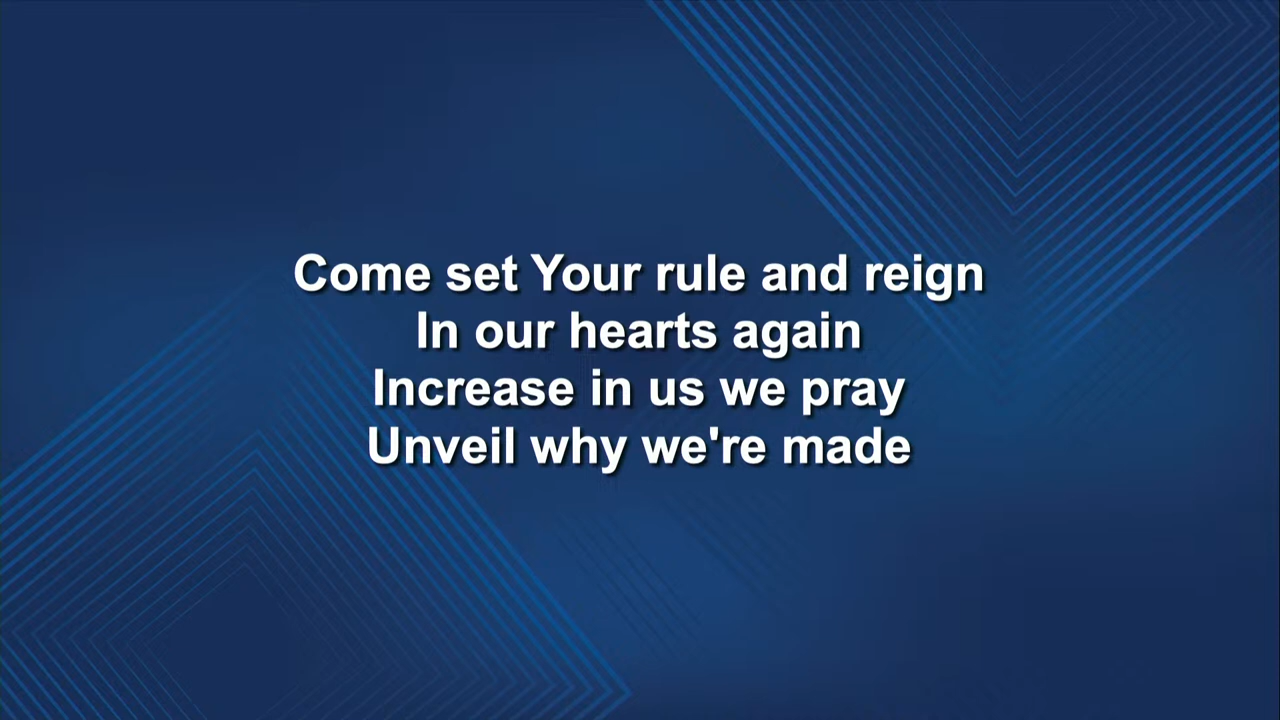 Come set Your rule and reign
In our hearts again
Increase in us we pray
Unveil why we're made